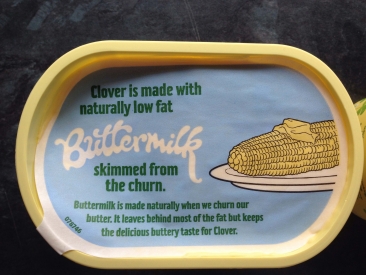 Clover is made with
naturally low fat
Buttermilk
skimmed from
the churn.
Buttermilk is made naturally when we churn our
butter. It leaves behind most of the fat but keeps
the delicious buttery taste for Clover.